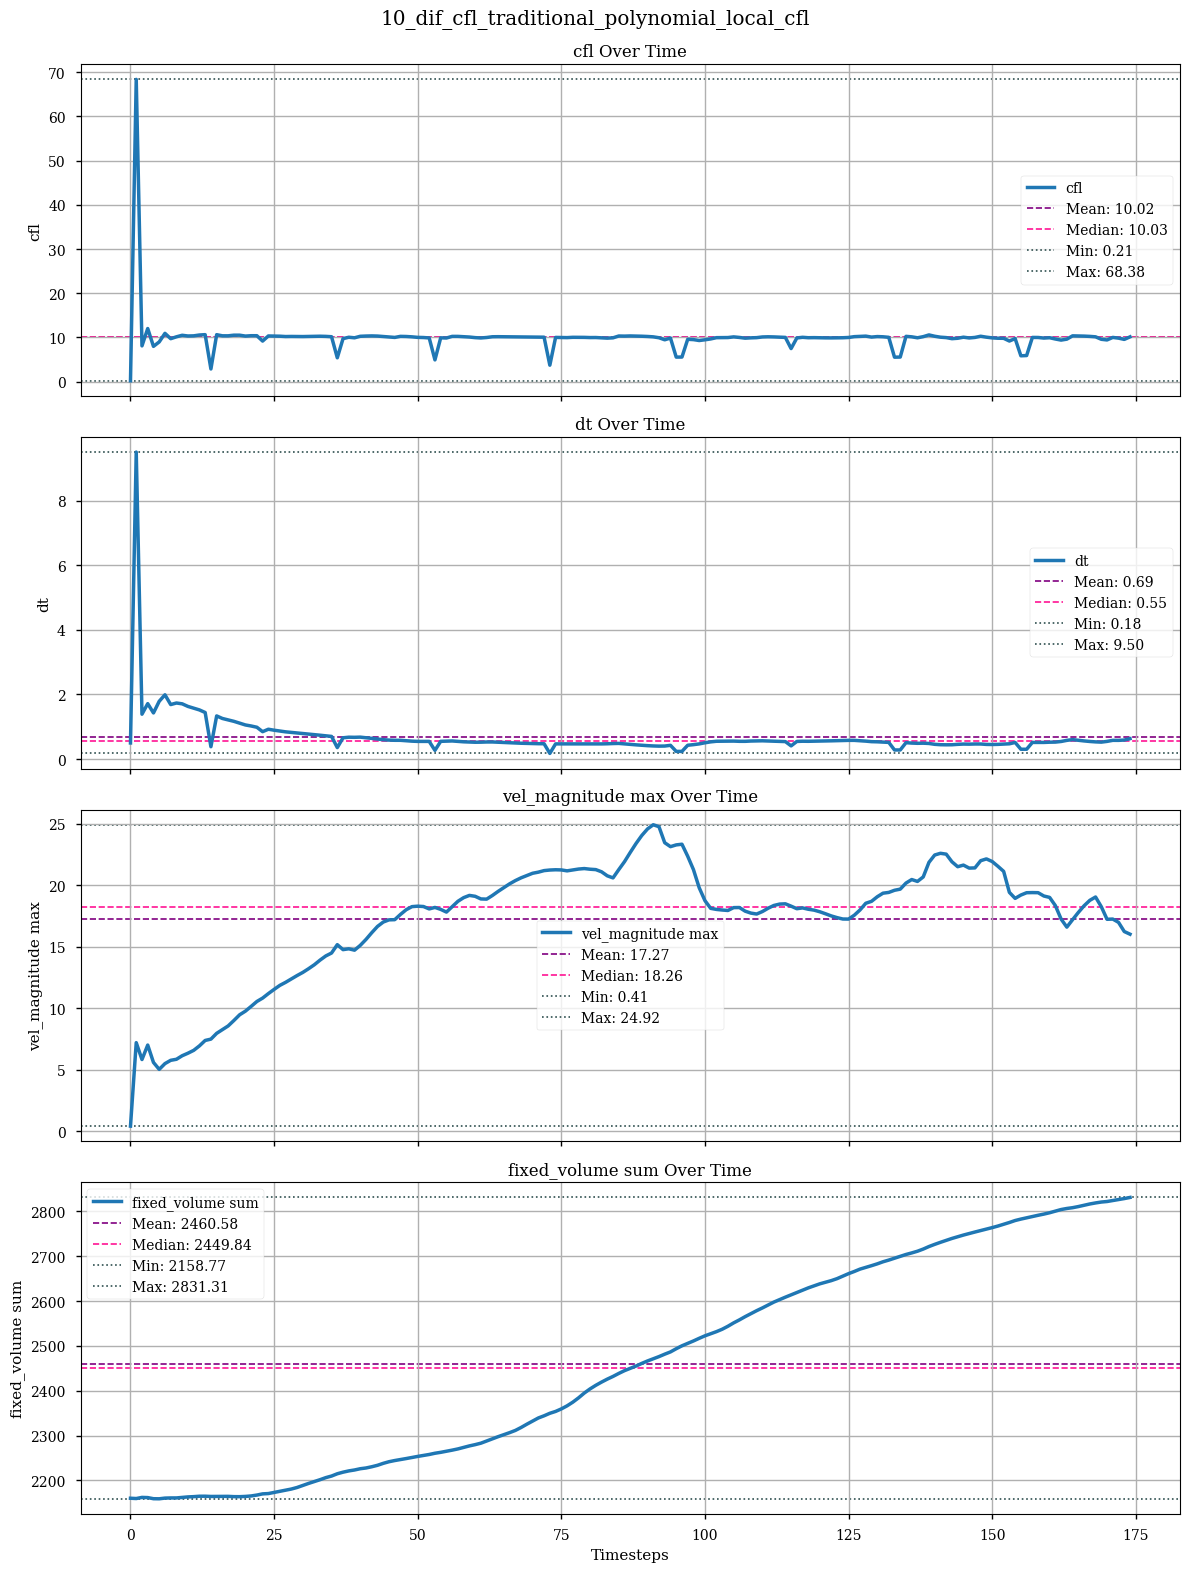 10_dif_cfl_traditional_polynomial_local_cfl
cfl Over Time
70
60
50
40
30
20
10
0
cfl
cfl
Mean: 10.02
Median: 10.03
Min: 0.21
Max: 68.38
dt Over Time
8
6
4
2
0
dt
dt
Mean: 0.69
Median: 0.55
Min: 0.18
Max: 9.50
vel_magnitude max Over Time
25
20
15
10
5
0
vel_magnitude max
vel_magnitude max
Mean: 17.27
Median: 18.26
Min: 0.41
Max: 24.92
fixed_volume sum Over Time
2800
2700
2600
2500
2400
2300
2200
fixed_volume sum
fixed_volume sum
Mean: 2460.58
Median: 2449.84
Min: 2158.77
Max: 2831.31
0 25 50 75 100 125 150 175
Timesteps